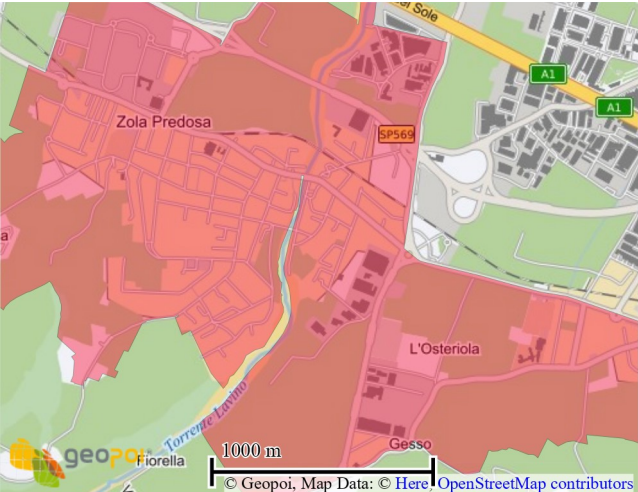 del Sole
A1
A1
Zola Predosa
SP569
a
L'Osteriola
Torrente Lavino
Gesso
geopoi
Fiorella
1000 m
© Geopoi, Map Data: © Here, OpenStreetMap contributors